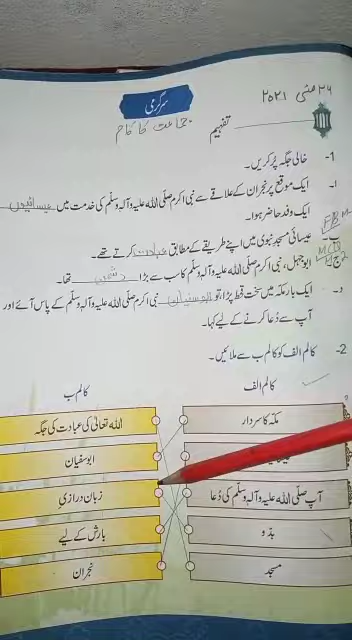 ۲۶ مئی ۲۰۲۱
سرگرمی
جماعت کا کام
تفہیم
1- خالی جگہ پُر کریں۔
ا- ایک موقع پر نجران کے علاقے سے نبی اکرم صلی اللہ علیہ وآلہ وسلم کی خدمت میں عیسائیوں
ایک وفد حاضر ہوا۔
ب- عیسائی مسجدِ نبوی میں اپنے طریقے کے مطابق عبادت کرتے تھے۔
ج- ابوجہل، نبی اکرم صلی اللہ علیہ وآلہ وسلم کا سب سے بڑا دشمن تھا۔
د- ایک بار مکہ میں سخت قحط پڑا، تو ابوسفیان نبی اکرم صلی اللہ علیہ وآلہ وسلم کے پاس آئے اور
آپ سے دُعا کرنے کے لیے کہا۔
2- کالم الف کو کالم ب سے ملائیں۔
کالم الف کالم ب
مکہ کا سردار اللہ تعالیٰ کی عبادت کی جگہ
ابوسفیان
آپ صلی اللہ علیہ وآلہ وسلم کی دُعا زبان درازی
بدّو بارش کے لیے
مسجد نجران